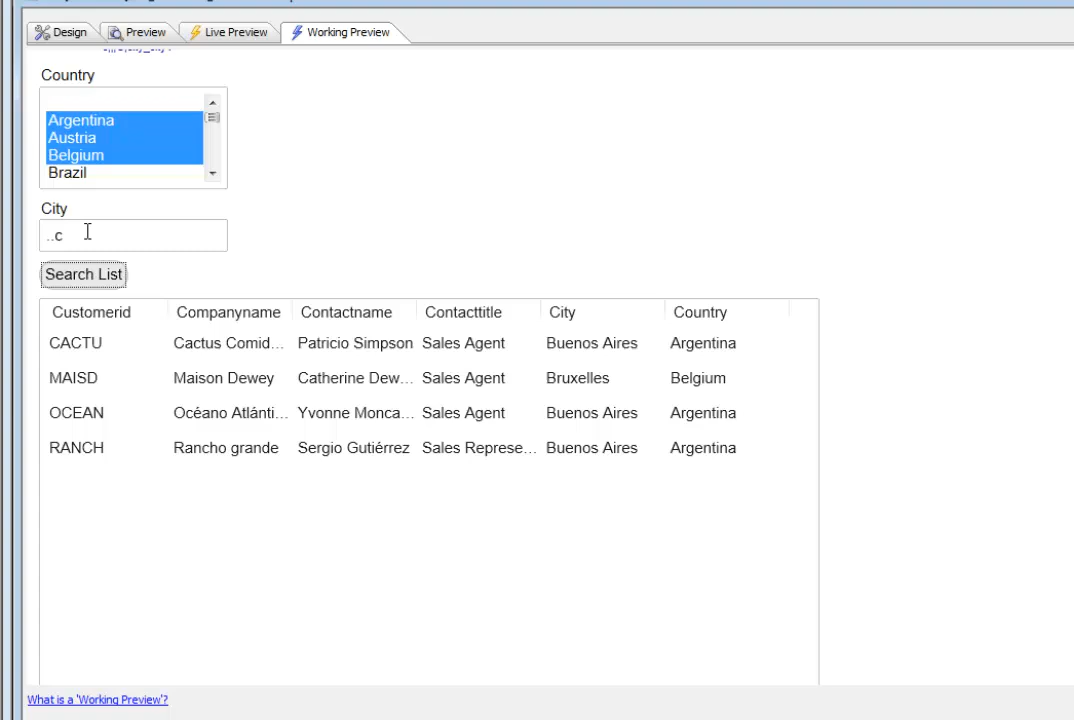 Design Preview Live Preview Working Preview
Country
Argentina
Austria
Belgium
Brazil
City
..c
Search List
Customerid Companyname Contactname Contacttitle City Country
CACTU Cactus Comid... Patricio Simpson Sales Agent Buenos Aires Argentina
MAISD Maison Dewey Catherine Dew... Sales Agent Bruxelles Belgium
OCEAN Océano Atlánti... Yvonne Monca... Sales Agent Buenos Aires Argentina
RANCH Rancho grande Sergio Gutiérrez Sales Represe... Buenos Aires Argentina
What is a 'Working Preview'?